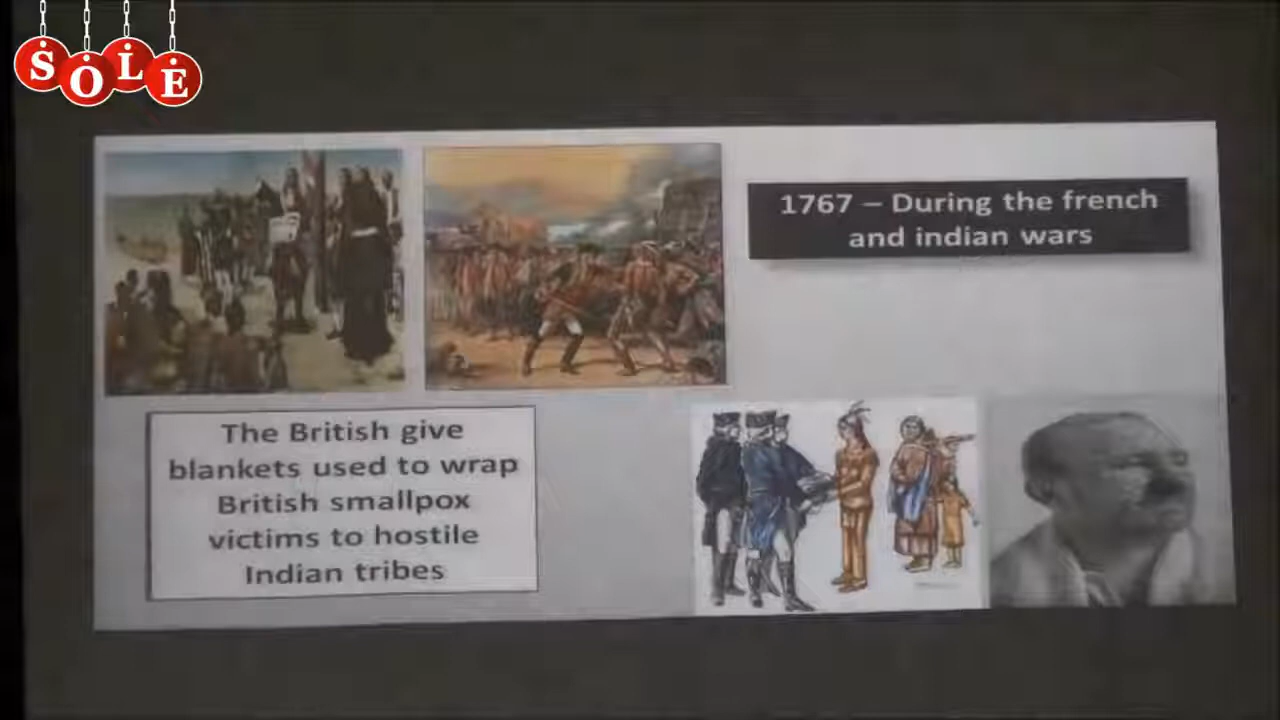 SOLE
1767 – During the french
and indian wars
The British give
blankets used to wrap
British smallpox
victims to hostile
Indian tribes